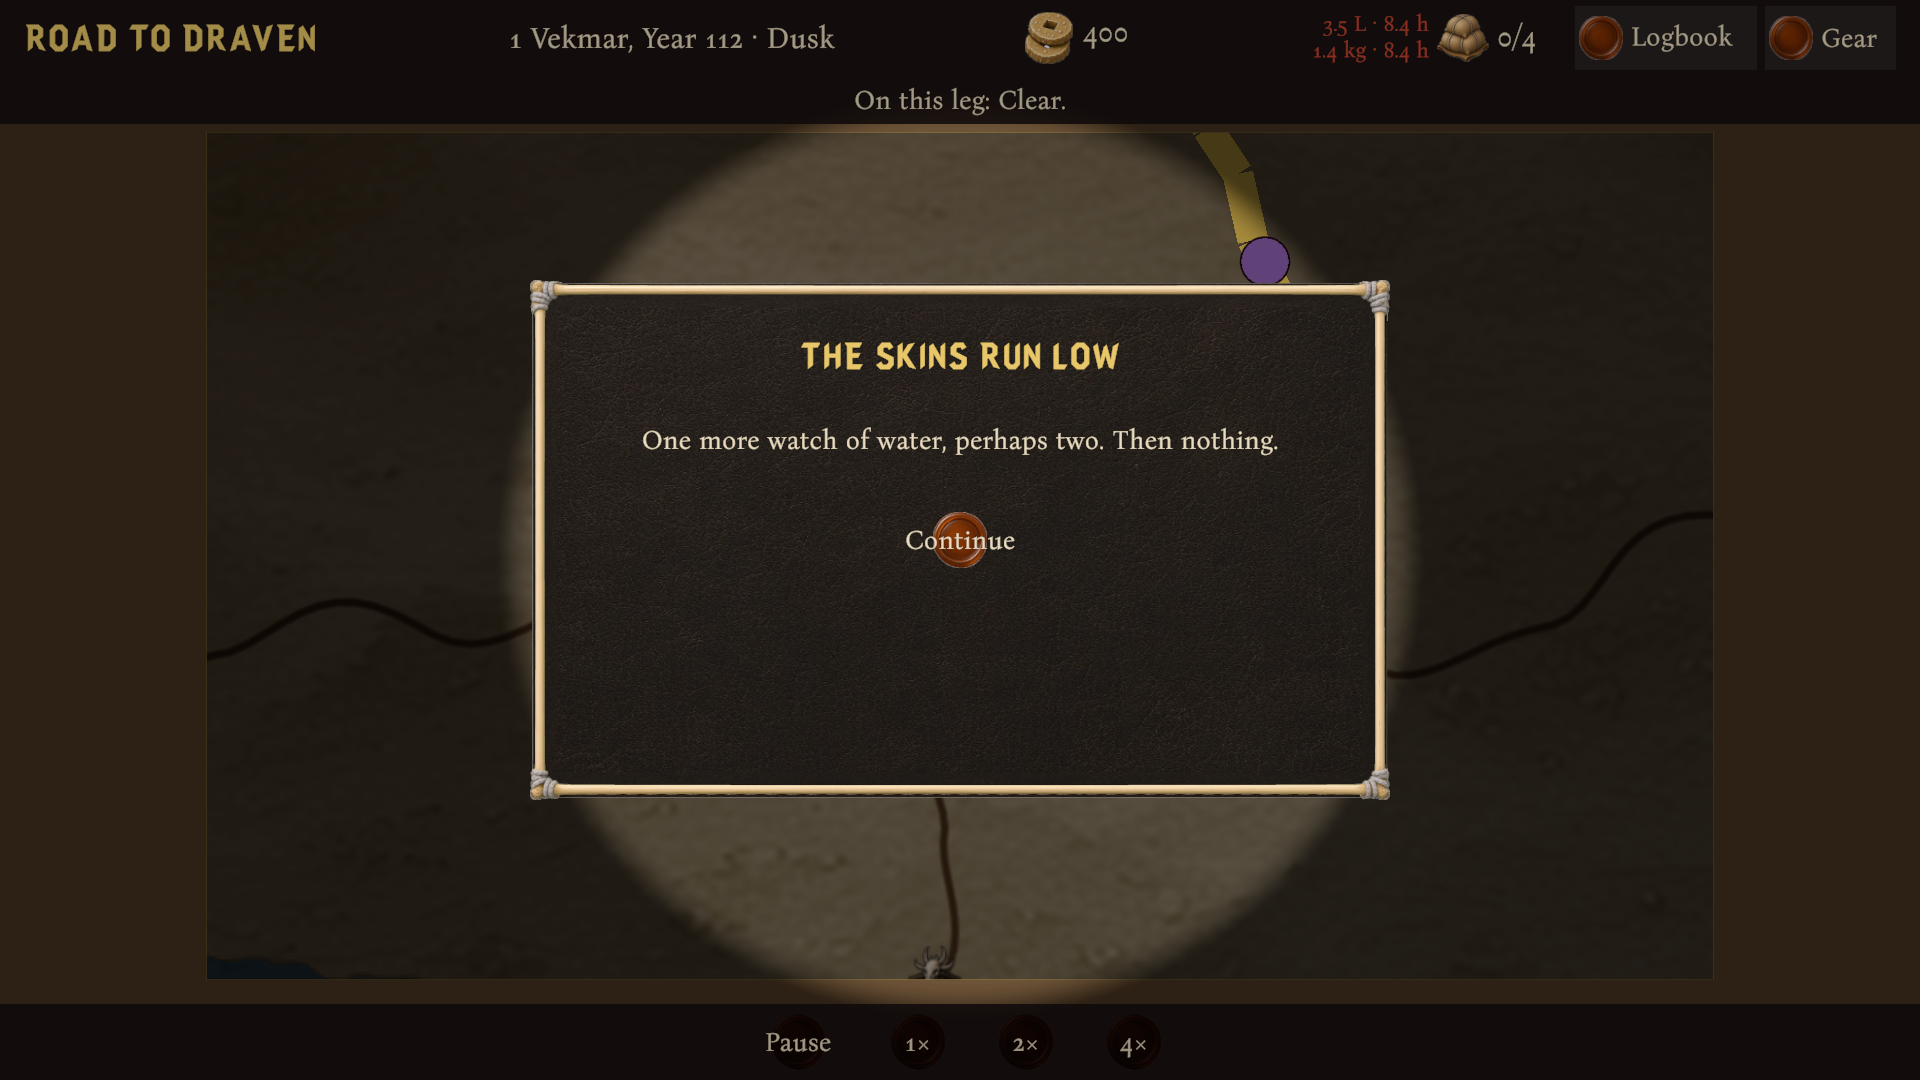 ROAD TO DRAVEN
1 Vekmar, Year 112 · Dusk
400
3.5 L · 8.4 h
1.4 kg · 8.4 h
0/4
Logbook
Gear
On this leg: Clear.
THE SKINS RUN LOW
One more watch of water, perhaps two. Then nothing.
Continue
Pause
1×
2×
4×